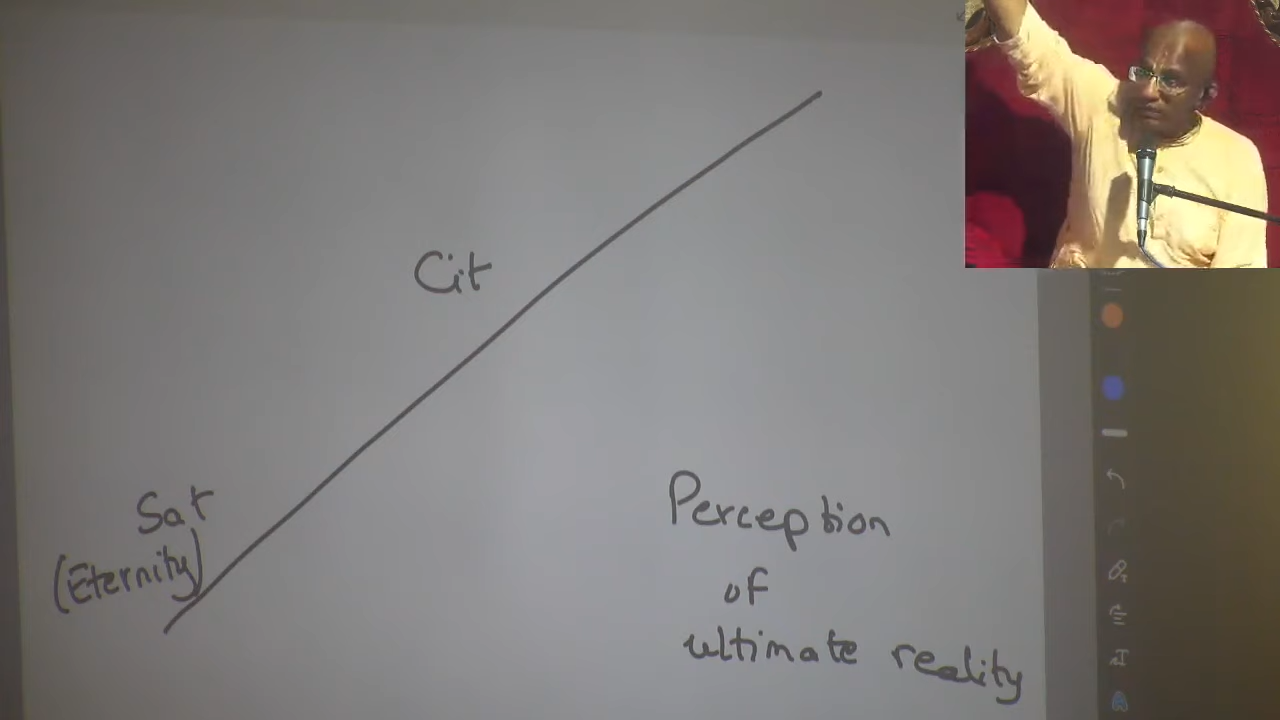 Cit
Sat
(Eternity)
Perception
of
ultimate reality